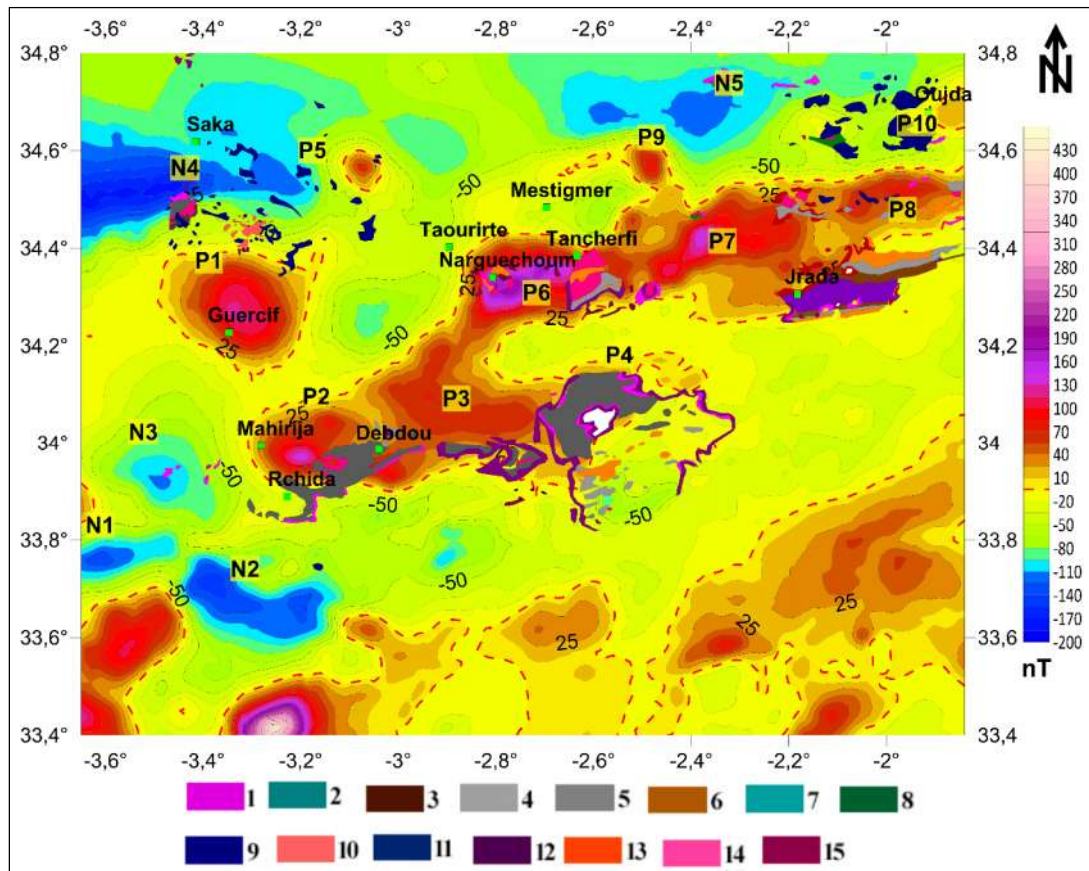 -3,6° -3,4° -3,2° -3° -2,8° -2,6° -2,4° -2,2° -2°
34,8° 34,8
N
N5
Saka
Oujda
P5 P9 P10
34,6° 34,6
N4 -50 -50
25
Mestigmer 25
P8
Taourirte Tancherfi P7
34,4° 34,4
P1
Narguechoum Jrada
25 P6
Guercif -50 25
25
34,2° 34,2
P4
P2 P3
25
N3 Mahirija Debdou
34° 34
-50 Rchida -50 -50
N1
33,8° 33,8
-50 N2 -50
25
25 25
33,6° 33,6
33,4° 33,4
-3,6° -3,4° -3,2° -3° -2,8° -2,6° -2,4° -2,2° -2°
430
370
340
310
280
250
220
190
160
130
100
70
40
10
-20
-50
-80
-110
-140
-170
-200
nT
1 2 3 4 5 6 7 8
9 10 11 12 13 14 15